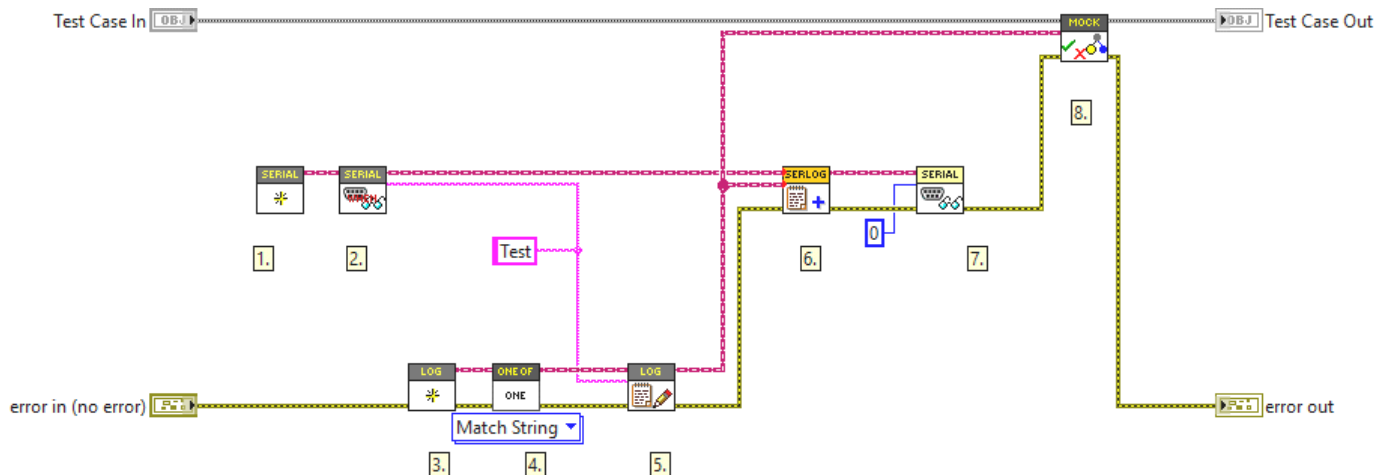 Test Case In
OBJ
MOCK
OBJ
Test Case Out
8.
SERIAL
SERIAL
WHEN
SERLOG
SERIAL
0
Test
1.
2.
6.
7.
LOG
ONE OF
ONE
LOG
error in (no error)
error out
Match String
3.
4.
5.